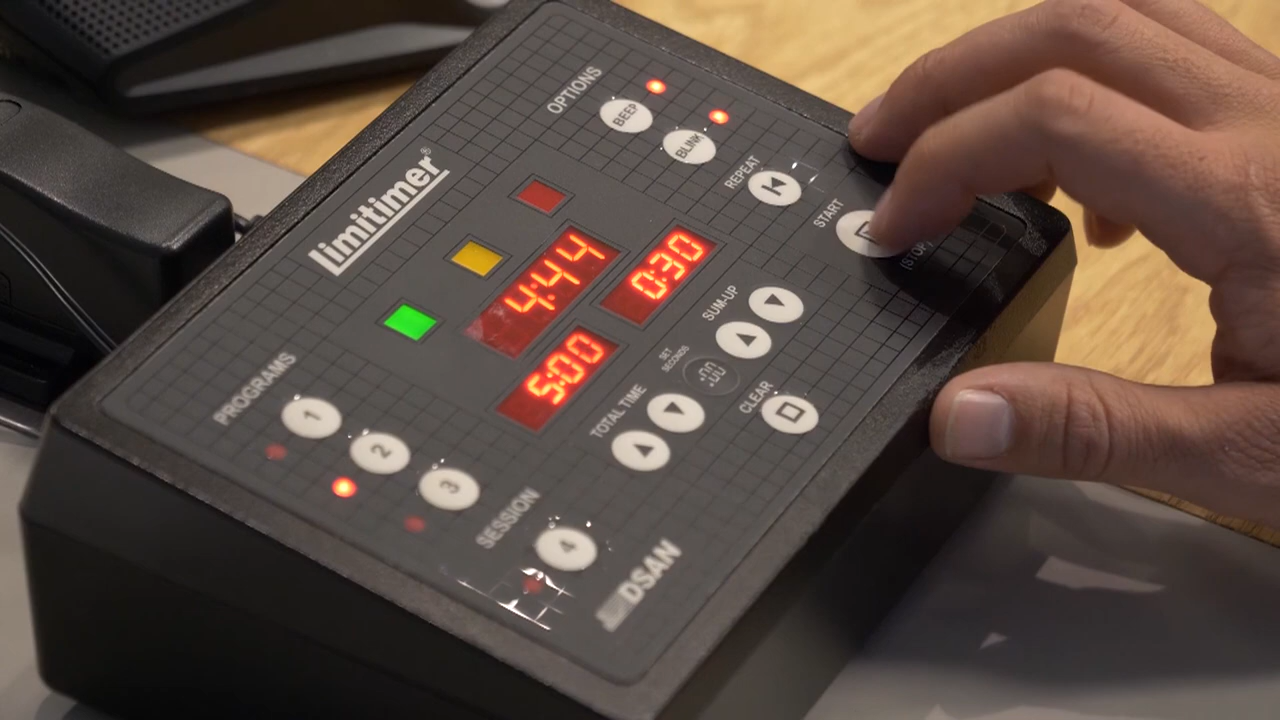 Limitimer®
OPTIONS
BEEP
BLINK
REPEAT
START
(STOP)
4:44
0:30
5:00
SUM-UP
SET
SECONDS
:00
TOTAL TIME
CLEAR
PROGRAMS
1
2
3
SESSION
4
DSAN